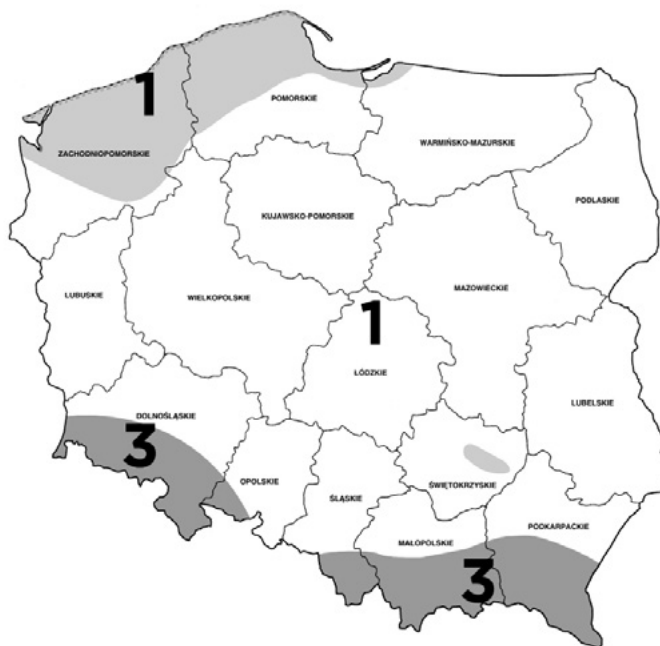 1
POMORSKIE
WARMIŃSKO-MAZURSKIE
ZACHODNIOPOMORSKIE
PODLASKIE
KUJAWSKO-POMORSKIE
LUBUSKIE
WIELKOPOLSKIE
MAZOWIECKIE
1
ŁÓDZKIE
LUBELSKIE
DOLNOŚLĄSKIE
3
OPOLSKIE
ŚLĄSKIE
ŚWIĘTOKRZYSKIE
MAŁOPOLSKIE
PODKARPACKIE
3